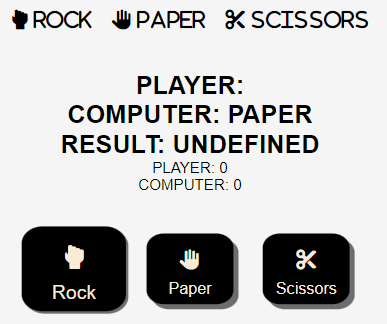 ROCK PAPER SCISSORS
PLAYER:
COMPUTER: PAPER
RESULT: UNDEFINED
PLAYER: 0
COMPUTER: 0
Rock Paper Scissors